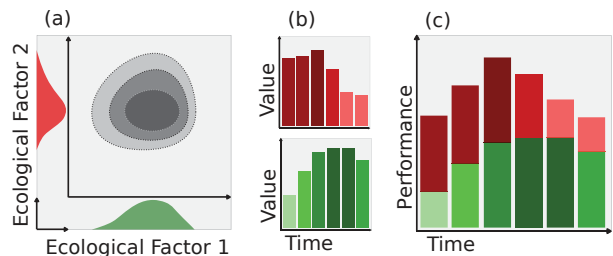 (a)
(b)
(c)
Ecological Factor 2
Ecological Factor 1
Value
Value
Time
Performance
Time